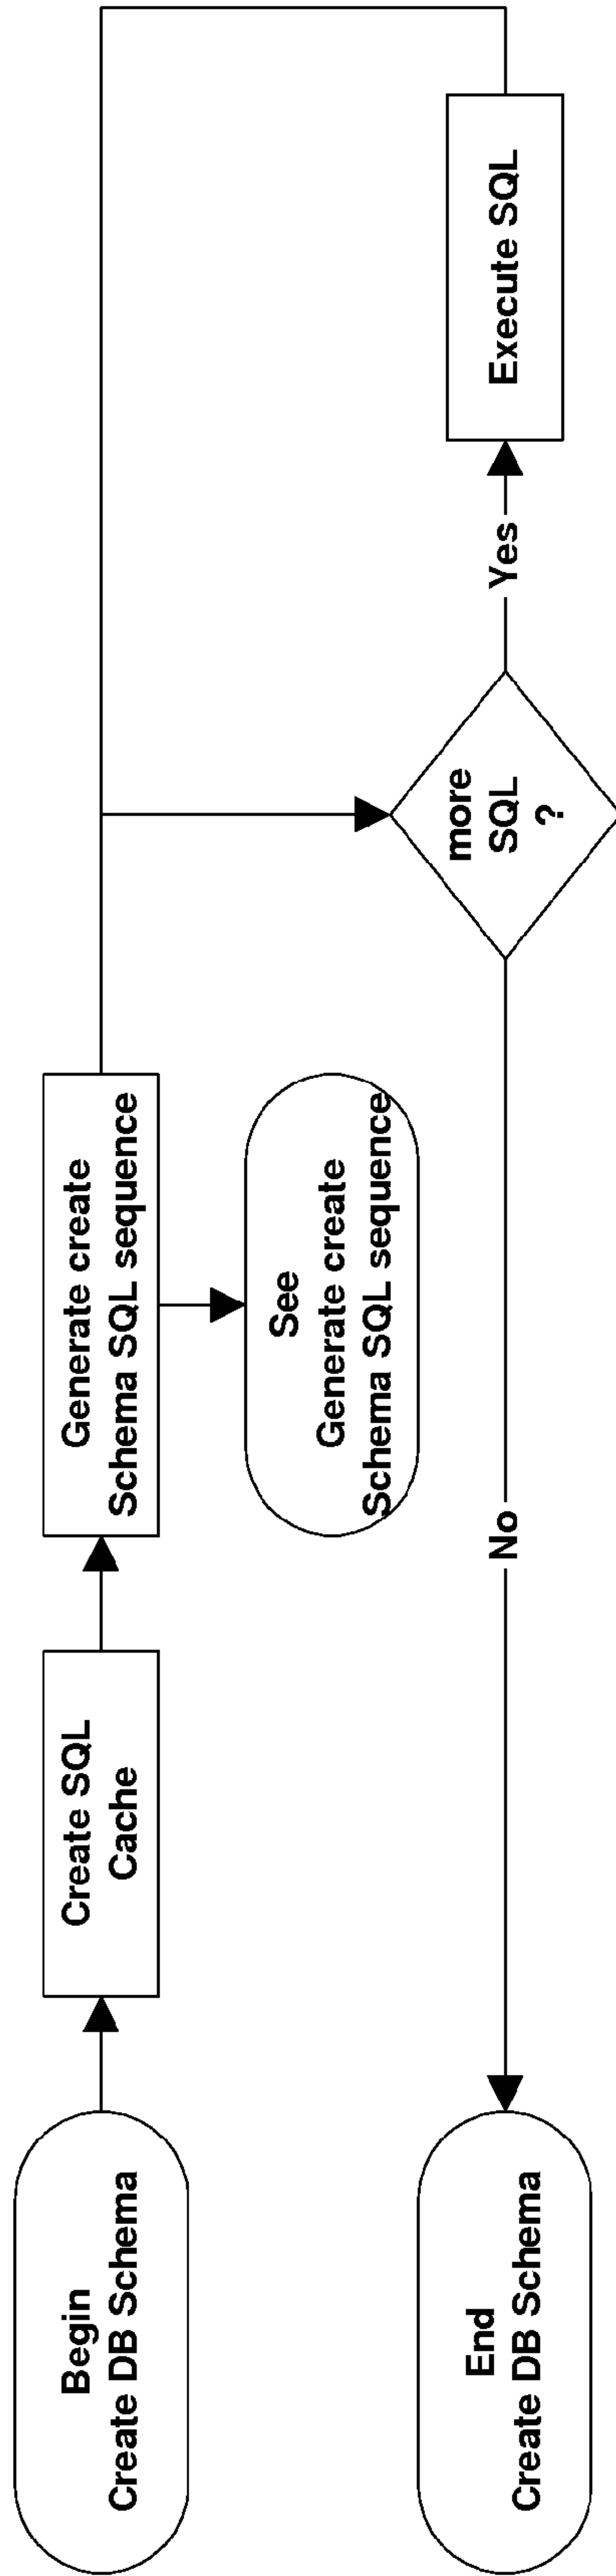 Begin
Create DB Schema
Create SQL
Cache
Generate create
Schema SQL sequence
See
Generate create
Schema SQL sequence
more
SQL
?
Yes
Execute SQL
No
End
Create DB Schema